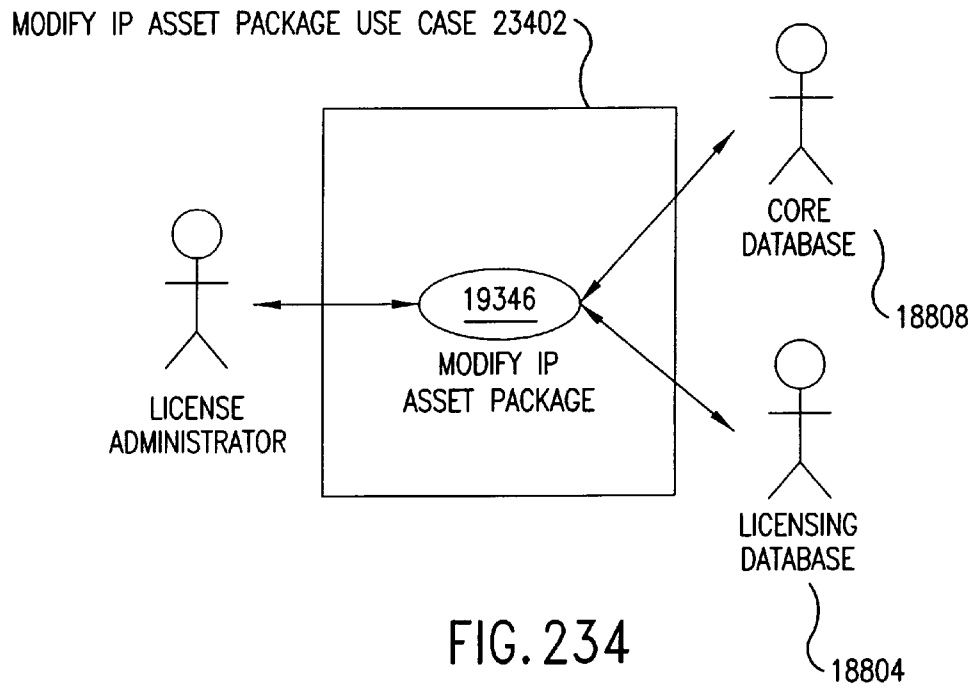 MODIFY IP ASSET PACKAGE USE CASE 23402
CORE
DATABASE
18808
19346
MODIFY IP
ASSET PACKAGE
LICENSE
ADMINISTRATOR
LICENSING
DATABASE
18804
FIG. 234